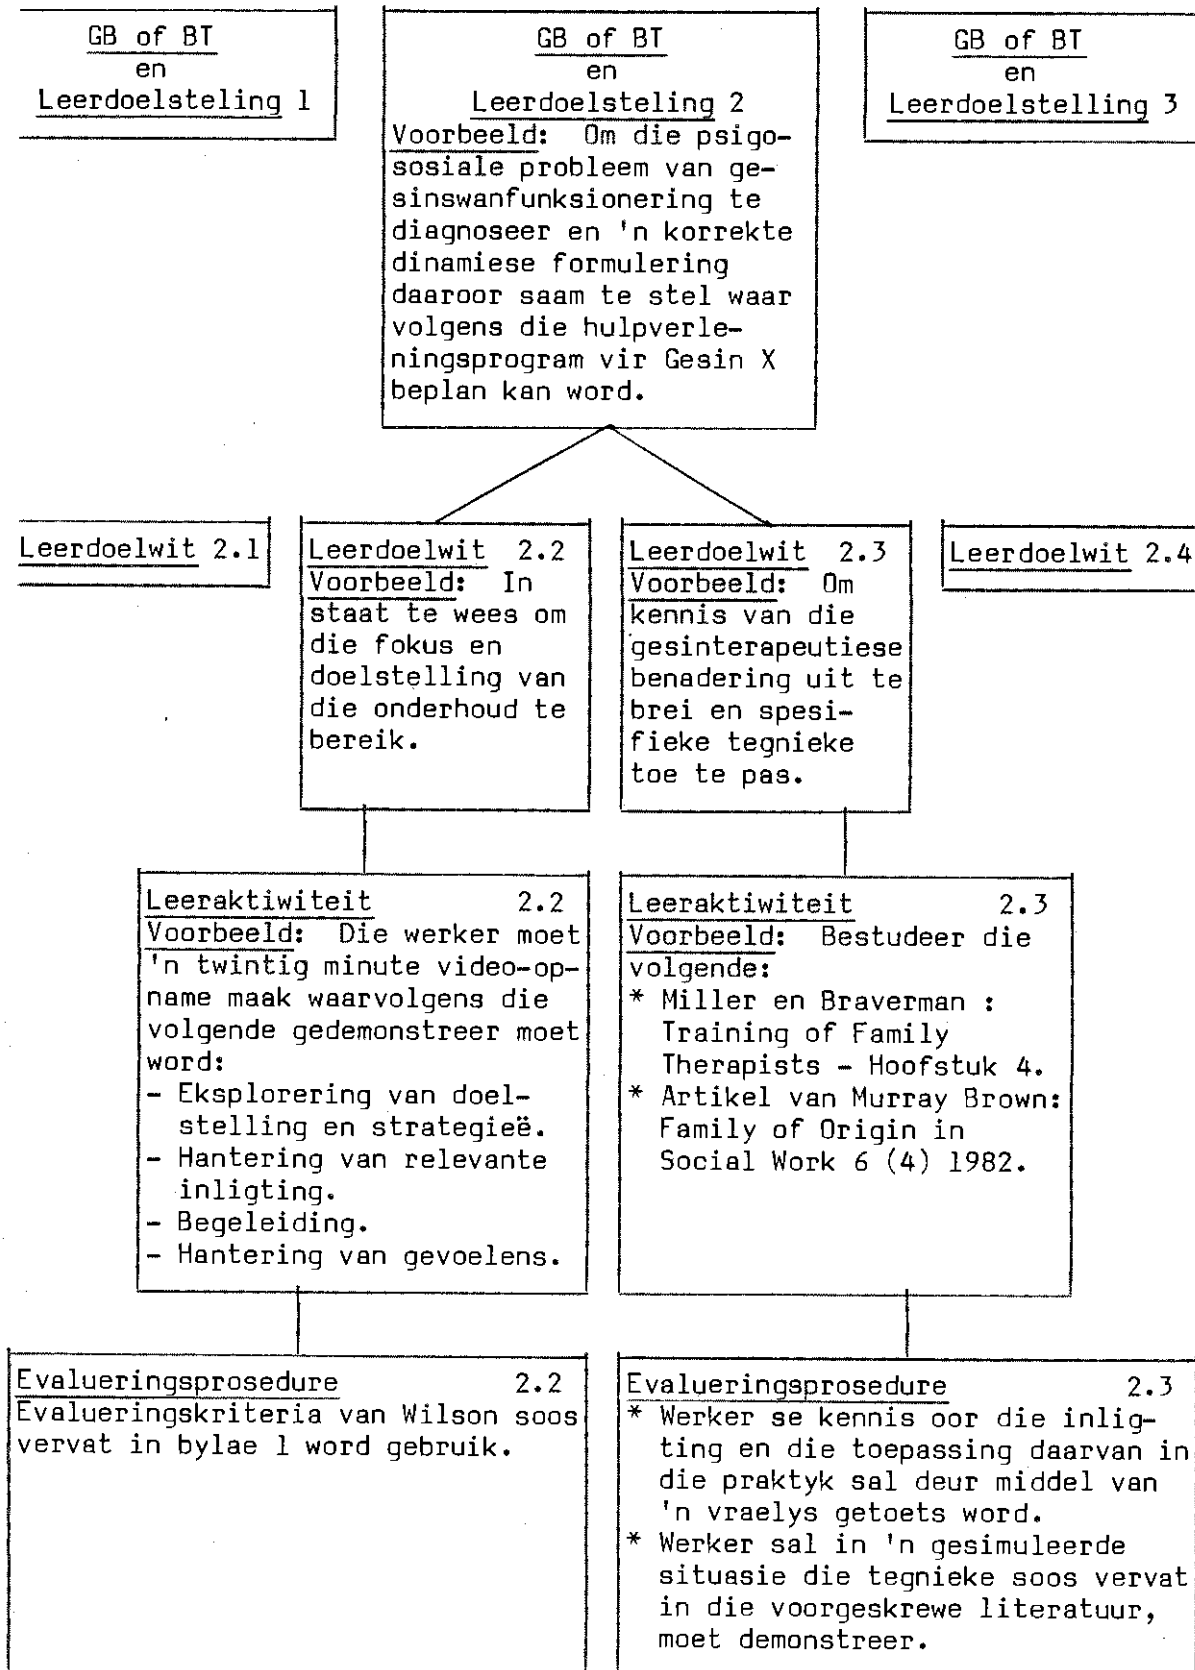 GB of BT
en
Leerdoelsteling 1
GB of BT
en
Leerdoelsteling 2
Voorbeeld: Om die psigo-
sosiale probleem van ge-
sinswanfunksionering te
diagnoseer en 'n korrekte
dinamiese formulering
daaroor saam te stel waar
volgens die hulpverle-
ningsprogram vir Gesin X
beplan kan word.
GB of BT
en
Leerdoelstelling 3
Leerdoelwit 2.1
Leerdoelwit 2.2
Voorbeeld: In
staat te wees om
die fokus en
doelstelling van
die onderhoud te
bereik.
Leerdoelwit 2.3
Voorbeeld: Om
kennis van die
gesinterapeutiese
benadering uit te
brei en spesi-
fieke tegnieke
toe te pas.
Leerdoelwit 2.4
Leeraktiwiteit 2.2
Voorbeeld: Die werker moet
'n twintig minute video-op-
name maak waarvolgens die
volgende gedemonstreer moet
word:
- Eksplorering van doel-
stelling en strategieë.
- Hantering van relevante
inligting.
- Begeleiding.
- Hantering van gevoelens.
Leeraktiwiteit 2.3
Voorbeeld: Bestudeer die
volgende:
* Miller en Braverman :
Training of Family
Therapists - Hoofstuk 4.
* Artikel van Murray Brown:
Family of Origin in
Social Work 6 (4) 1982.
Evalueringsprosedure 2.2
Evalueringskriteria van Wilson soos
vervat in bylae 1 word gebruik.
Evalueringsprosedure 2.3
* Werker se kennis oor die inlig-
ting en die toepassing daarvan in
die praktyk sal deur middel van
'n vraelys getoets word.
* Werker sal in 'n gesimuleerde
situasie die tegnieke soos vervat
in die voorgeskrewe literatuur,
moet demonstreer.